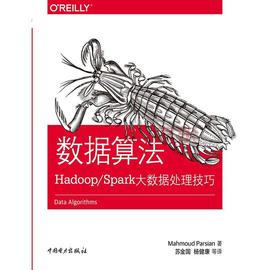 O'REILLY®
数据算法
Hadoop/Spark大数据处理技巧
Data Algorithms
Mahmoud Parsian 著
苏金国 杨健康 等译
中国电力出版社